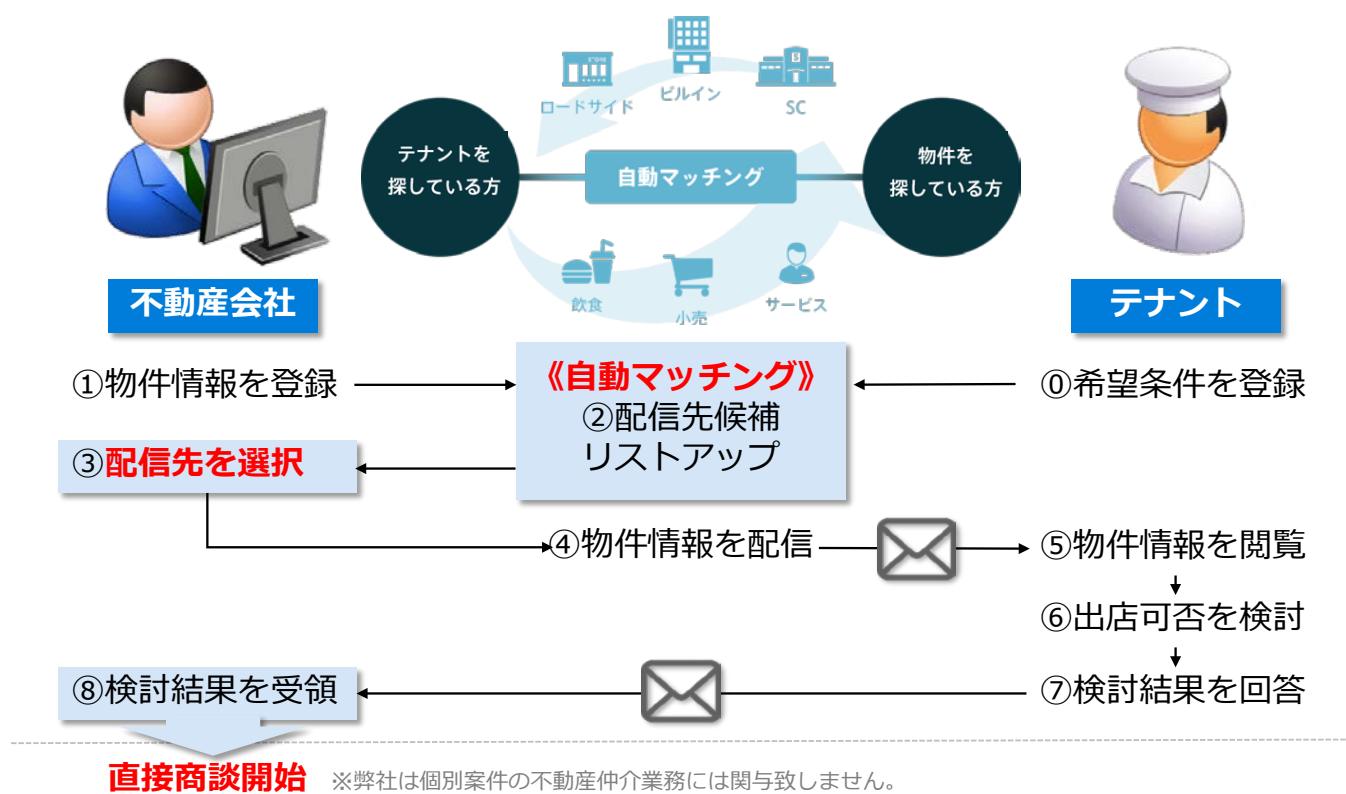 ロードサイド
ビルイン
SC
テナントを
探している方
自動マッチング
物件を
探している方
飲食
小売
サービス
不動産会社
テナント
①物件情報を登録
《自動マッチング》
②配信先候補
リストアップ
⓪希望条件を登録
③配信先を選択
④物件情報を配信
⑤物件情報を閲覧
⑥出店可否を検討
⑧検討結果を受領
⑦検討結果を回答
直接商談開始
※弊社は個別案件の不動産仲介業務には関与致しません。